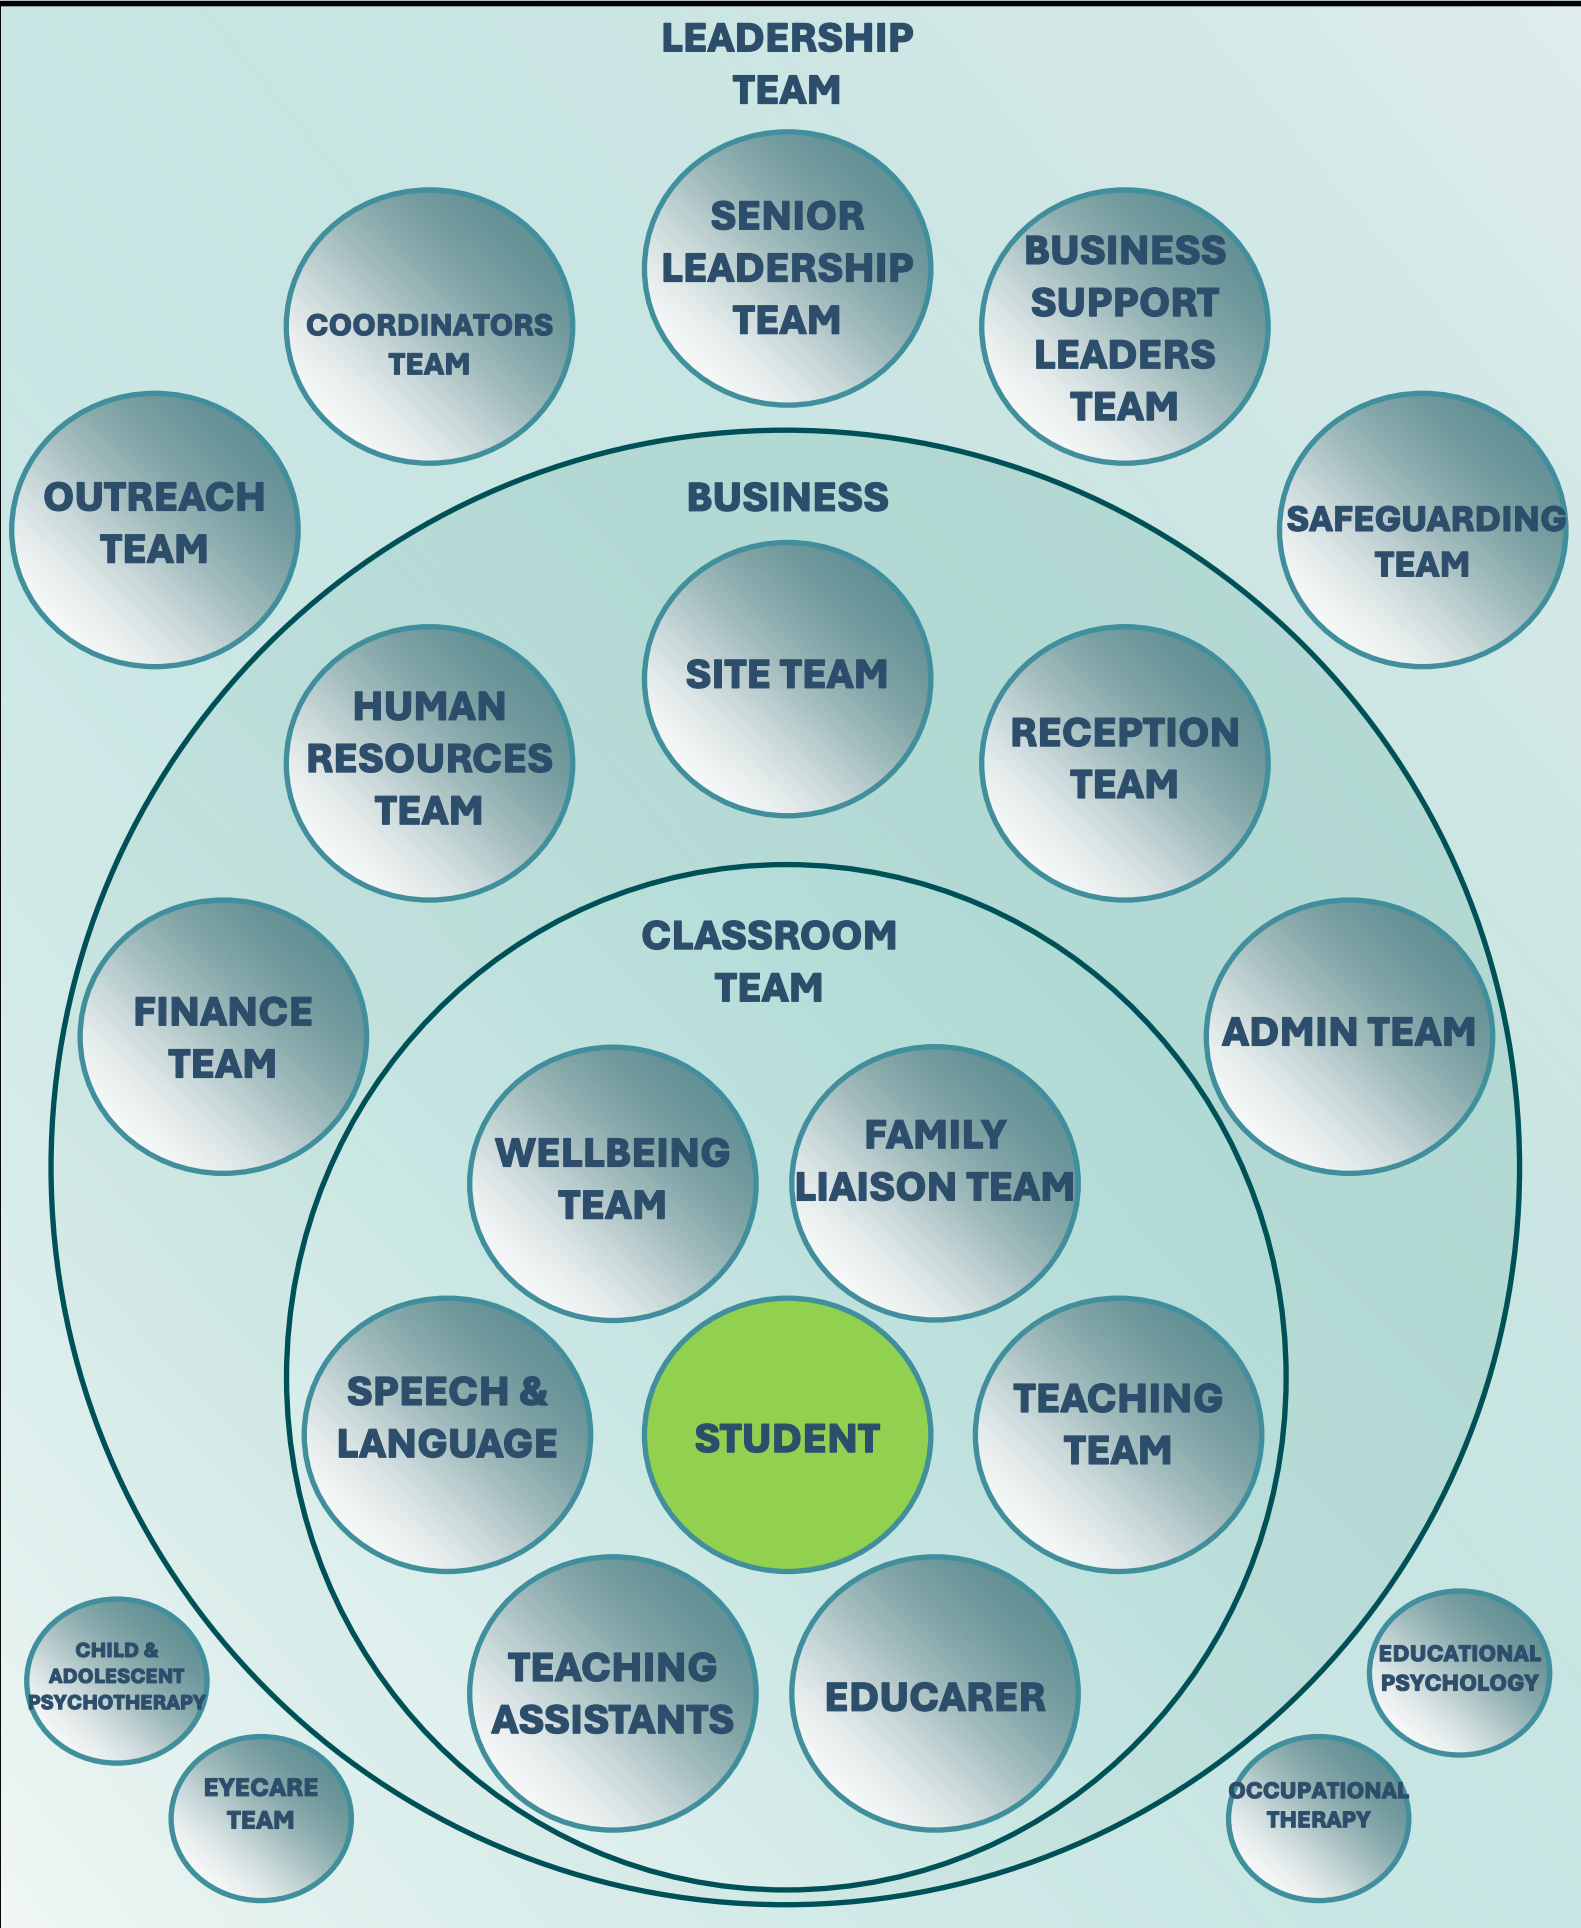 LEADERSHIP
TEAM
SENIOR
LEADERSHIP
TEAM
COORDINATORS
TEAM
BUSINESS
SUPPORT
LEADERS
TEAM
OUTREACH
TEAM
SAFEGUARDING
TEAM
BUSINESS
SITE TEAM
HUMAN
RESOURCES
TEAM
RECEPTION
TEAM
FINANCE
TEAM
ADMIN TEAM
CLASSROOM
TEAM
WELLBEING
TEAM
FAMILY
LIAISON TEAM
SPEECH &
LANGUAGE
STUDENT
TEACHING
TEAM
TEACHING
ASSISTANTS
EDUCARER
CHILD &
ADOLESCENT
PSYCHOTHERAPY
EYECARE
TEAM
EDUCATIONAL
PSYCHOLOGY
OCCUPATIONAL
THERAPY